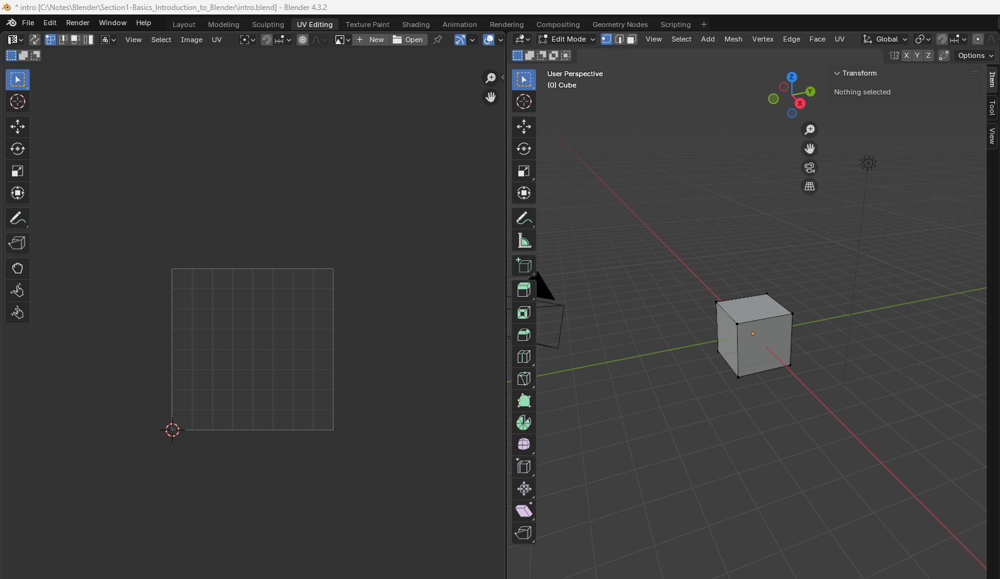 * intro [C:\Notes\Blender\Section1-Basics_Introduction_to_Blender\intro.blend] - Blender 4.3.2
File Edit Render Window Help Layout Modeling Sculpting UV Editing Texture Paint Shading Animation Rendering Compositing Geometry Nodes Scripting +
View Select Image UV New Open
Edit Mode View Select Add Mesh Vertex Edge Face UV Global
X Y Z Options
User Perspective
(0) Cube
Z
Y
X
Transform
Nothing selected
Item
Tool
View